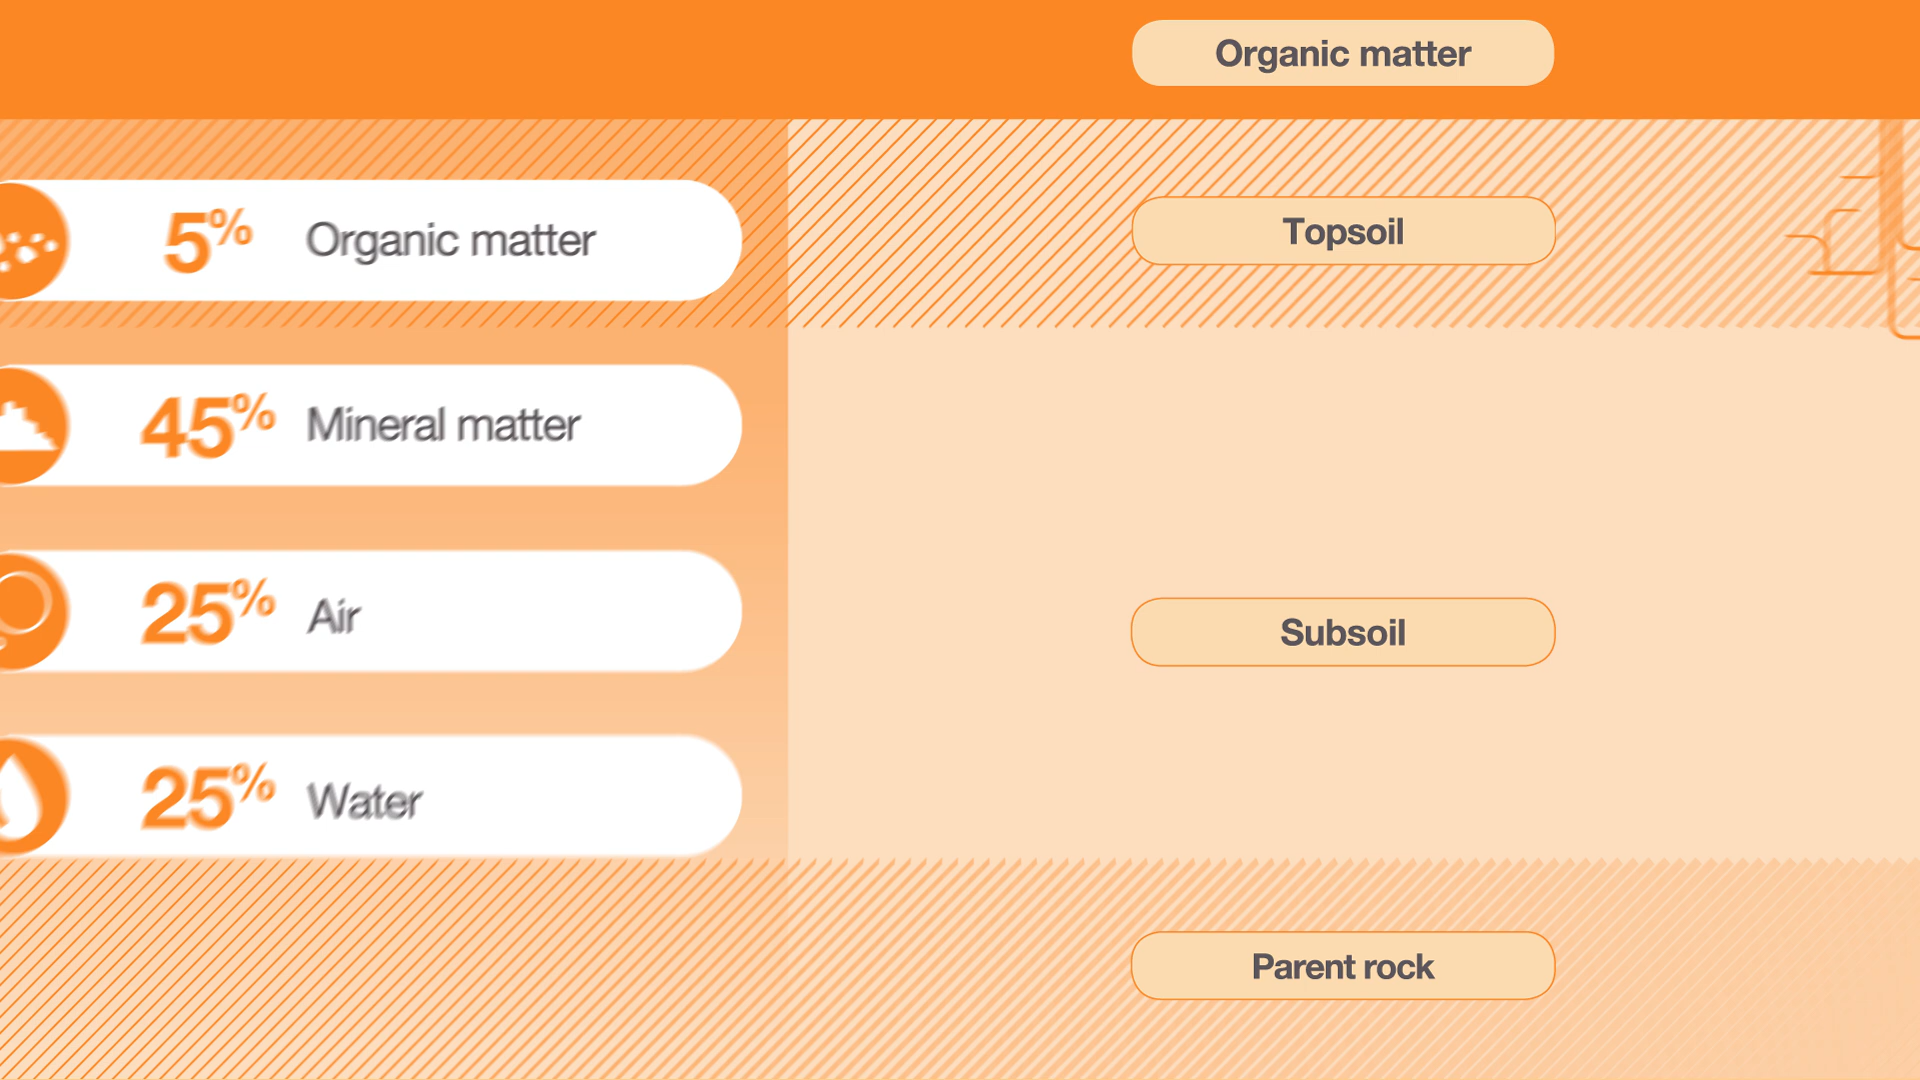 Organic matter
5% Organic matter
Topsoil
45% Mineral matter
25% Air
Subsoil
25% Water
Parent rock